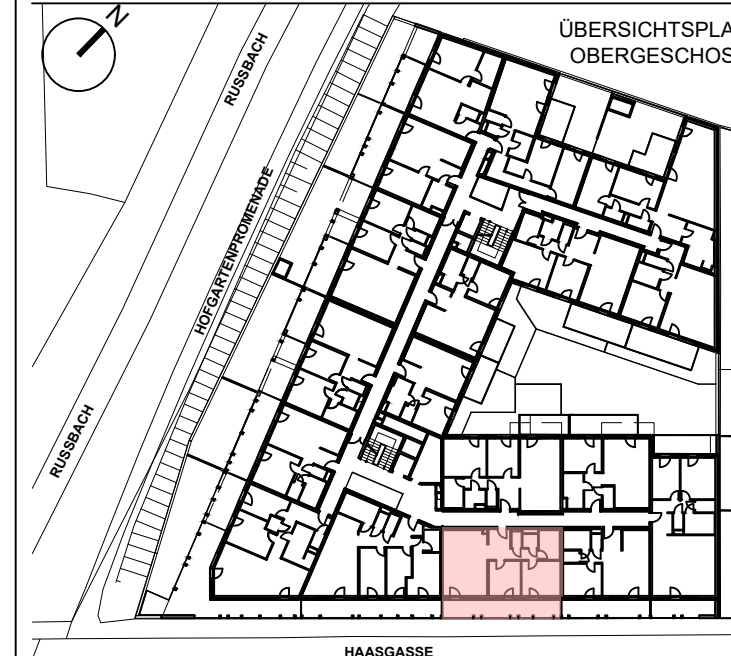 N
ÜBERSICHTSPLA
OBERGESCHOS
RUSSBACH
HOFGARTENPROMENADE
RUSSBACH
HAASGASSE